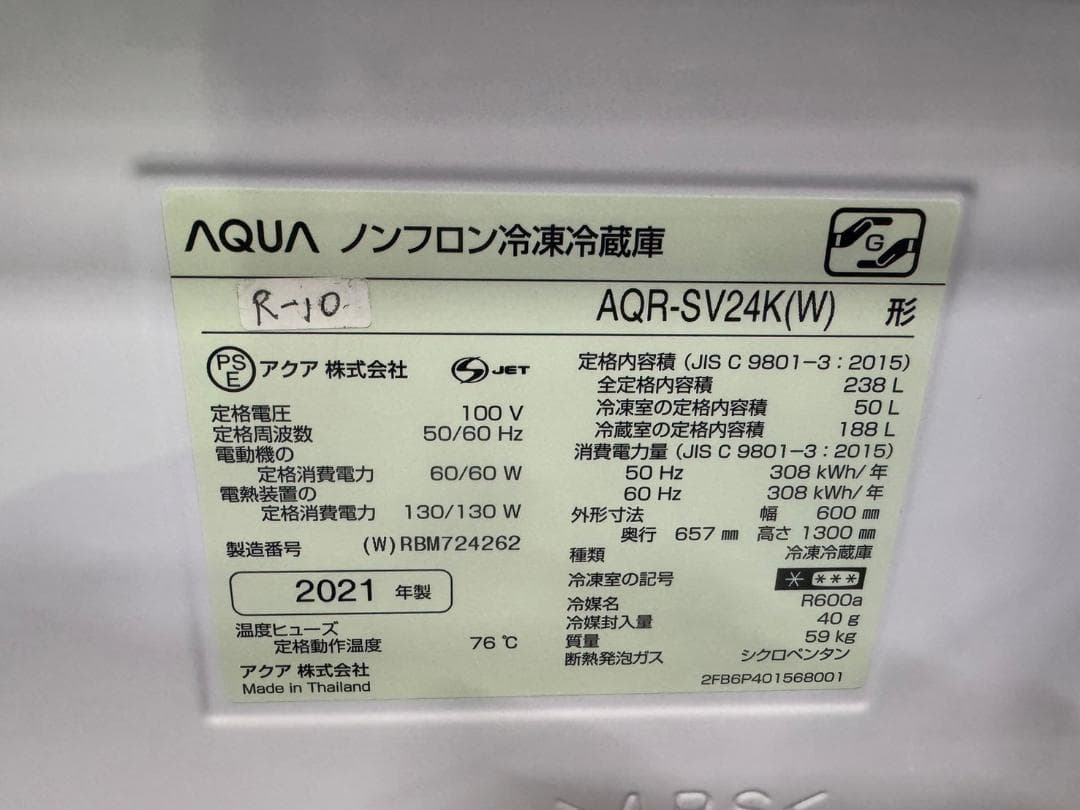 AQUA ノンフロン冷凍冷蔵庫
G
R-10
AQR-SV24K(W) 形
PSE アクア 株式会社 JET
定格電圧 100 V
定格周波数 50/60 Hz
電動機の
定格消費電力 60/60 W
電熱装置の
定格消費電力 130/130 W
製造番号 (W)RBM724262
2021 年製
温度ヒューズ
定格動作温度 76 ℃
アクア 株式会社
Made in Thailand
定格内容積 (JIS C 9801-3:2015)
全定格内容積 238 L
冷凍室の定格内容積 50 L
冷蔵室の定格内容積 188 L
消費電力量 (JIS C 9801-3:2015)
50 Hz 308 kWh/年
60 Hz 308 kWh/年
外形寸法 幅 600 ㎜
奥行 657 ㎜ 高さ 1300 ㎜
種類 冷凍冷蔵庫
冷凍室の記号 * ***
冷媒名 R600a
冷媒封入量 40 g
質量 59 kg
断熱発泡ガス シクロペンタン
2FB6P401568001
>ABS<